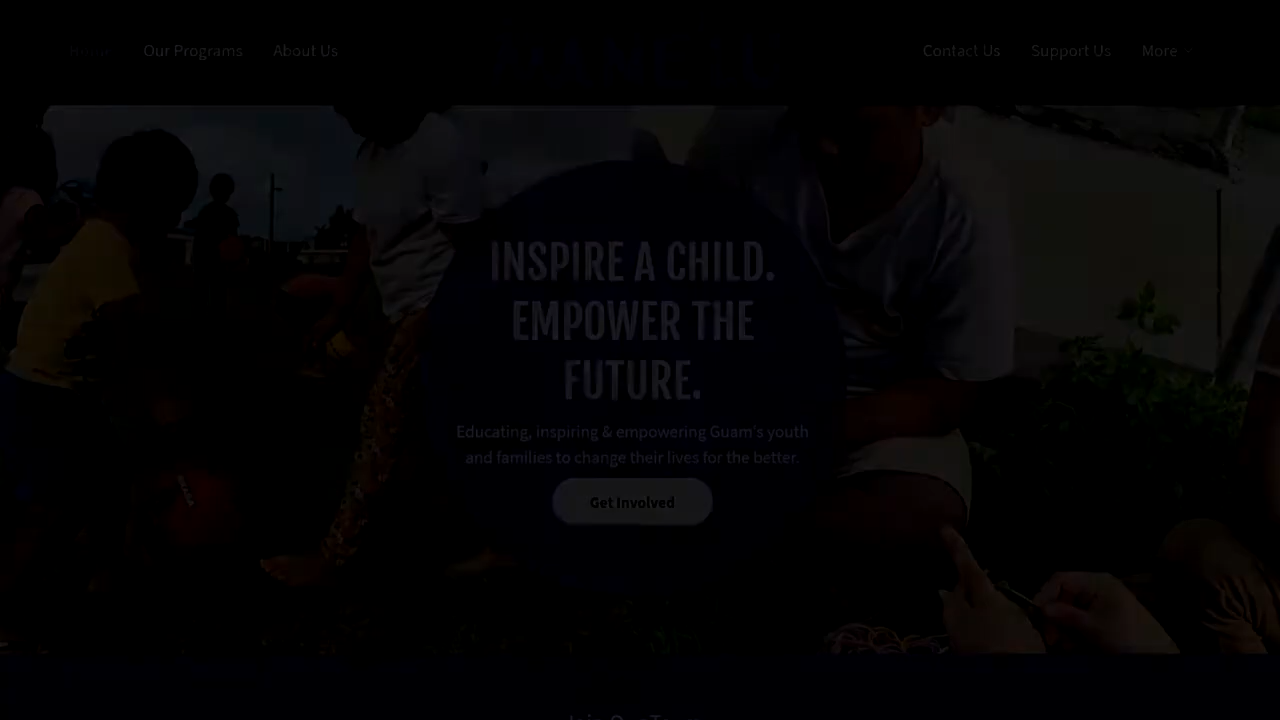 Home
Our Programs
About Us
Contact Us
Support Us
More
INSPIRE A CHILD.
EMPOWER THE
FUTURE.
Educating, inspiring & empowering Guam's youth
and families to change their lives for the better.
Get Involved